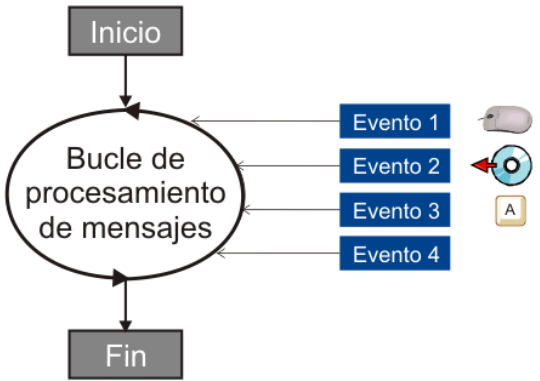 Inicio
Bucle de
procesamiento
de mensajes
Evento 1
Evento 2
Evento 3
A
Evento 4
Fin